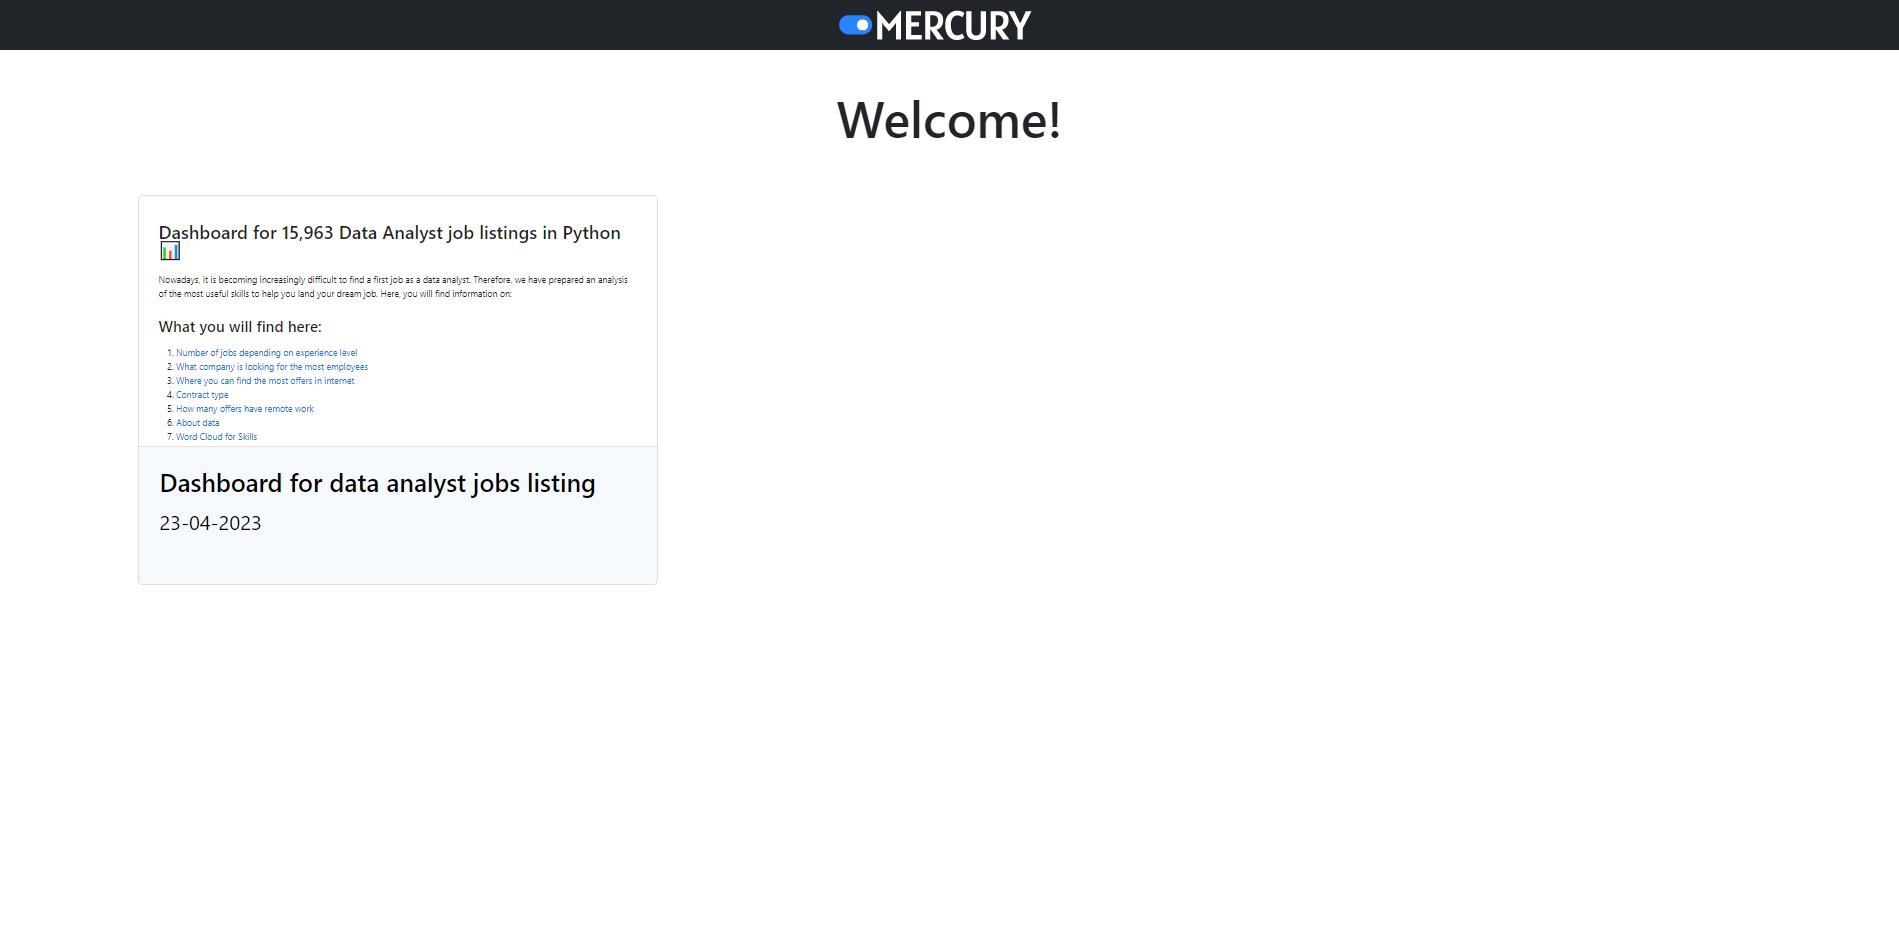 MERCURY
Welcome!
Dashboard for 15,963 Data Analyst job listings in Python
Nowadays, it is becoming increasingly difficult to find a first job as a data analyst. Therefore, we have prepared an analysis
of the most useful skills to help you land your dream job. Here, you will find information on:
What you will find here:
1. Number of jobs depending on experience level
2. What company is looking for the most employees
3. Where you can find the most offers in internet
4. Contract type
5. How many offers have remote work
6. About data
7. Word Cloud for Skills
Dashboard for data analyst jobs listing
23-04-2023